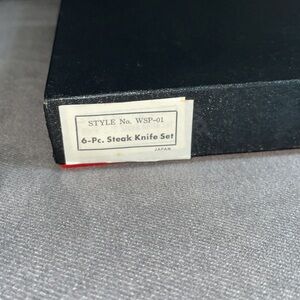 STYLE No. WSP-01
6-Pc. Steak Knife Set
JAPAN